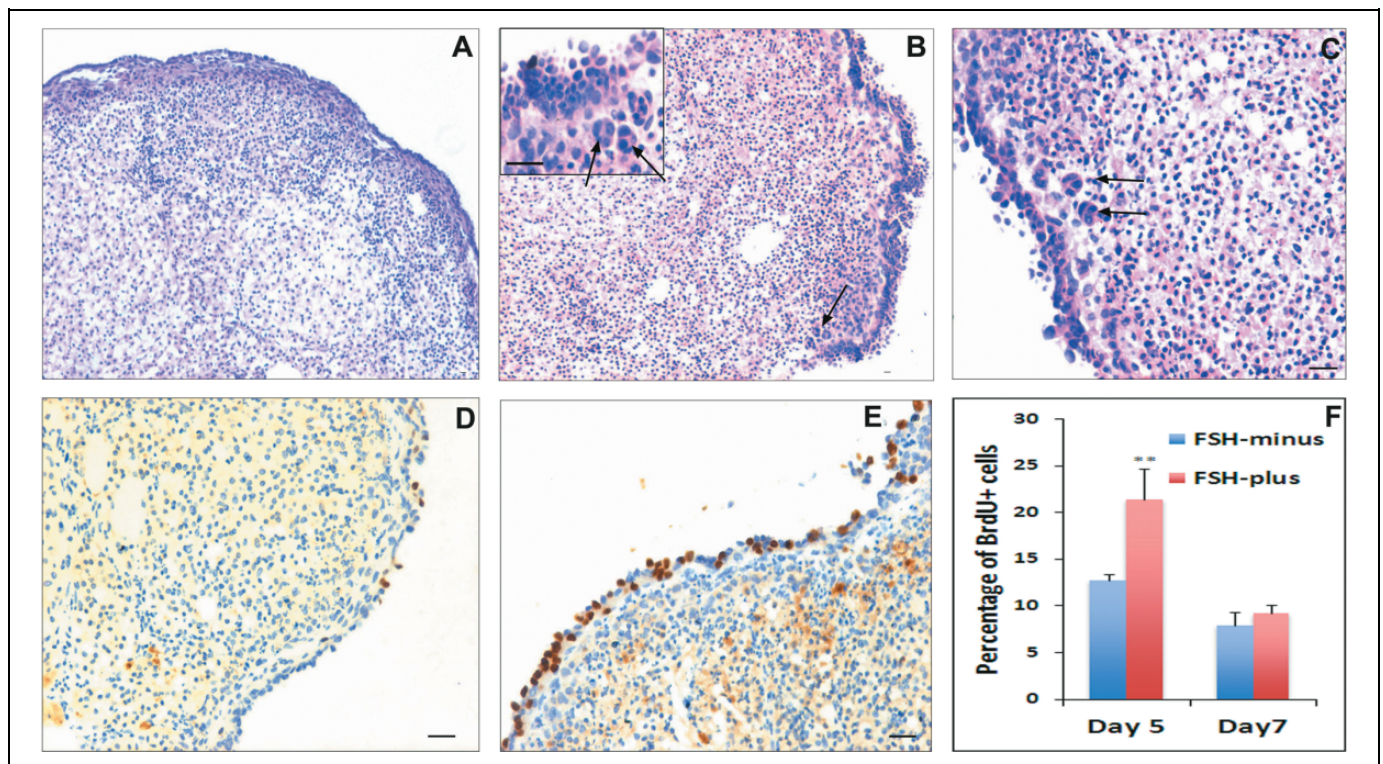 A
B
C
D
E
F
30
25
20
15
10
5
0
Percentage of BrdU+ cells
FSH-minus
FSH-plus
**
Day 5
Day7